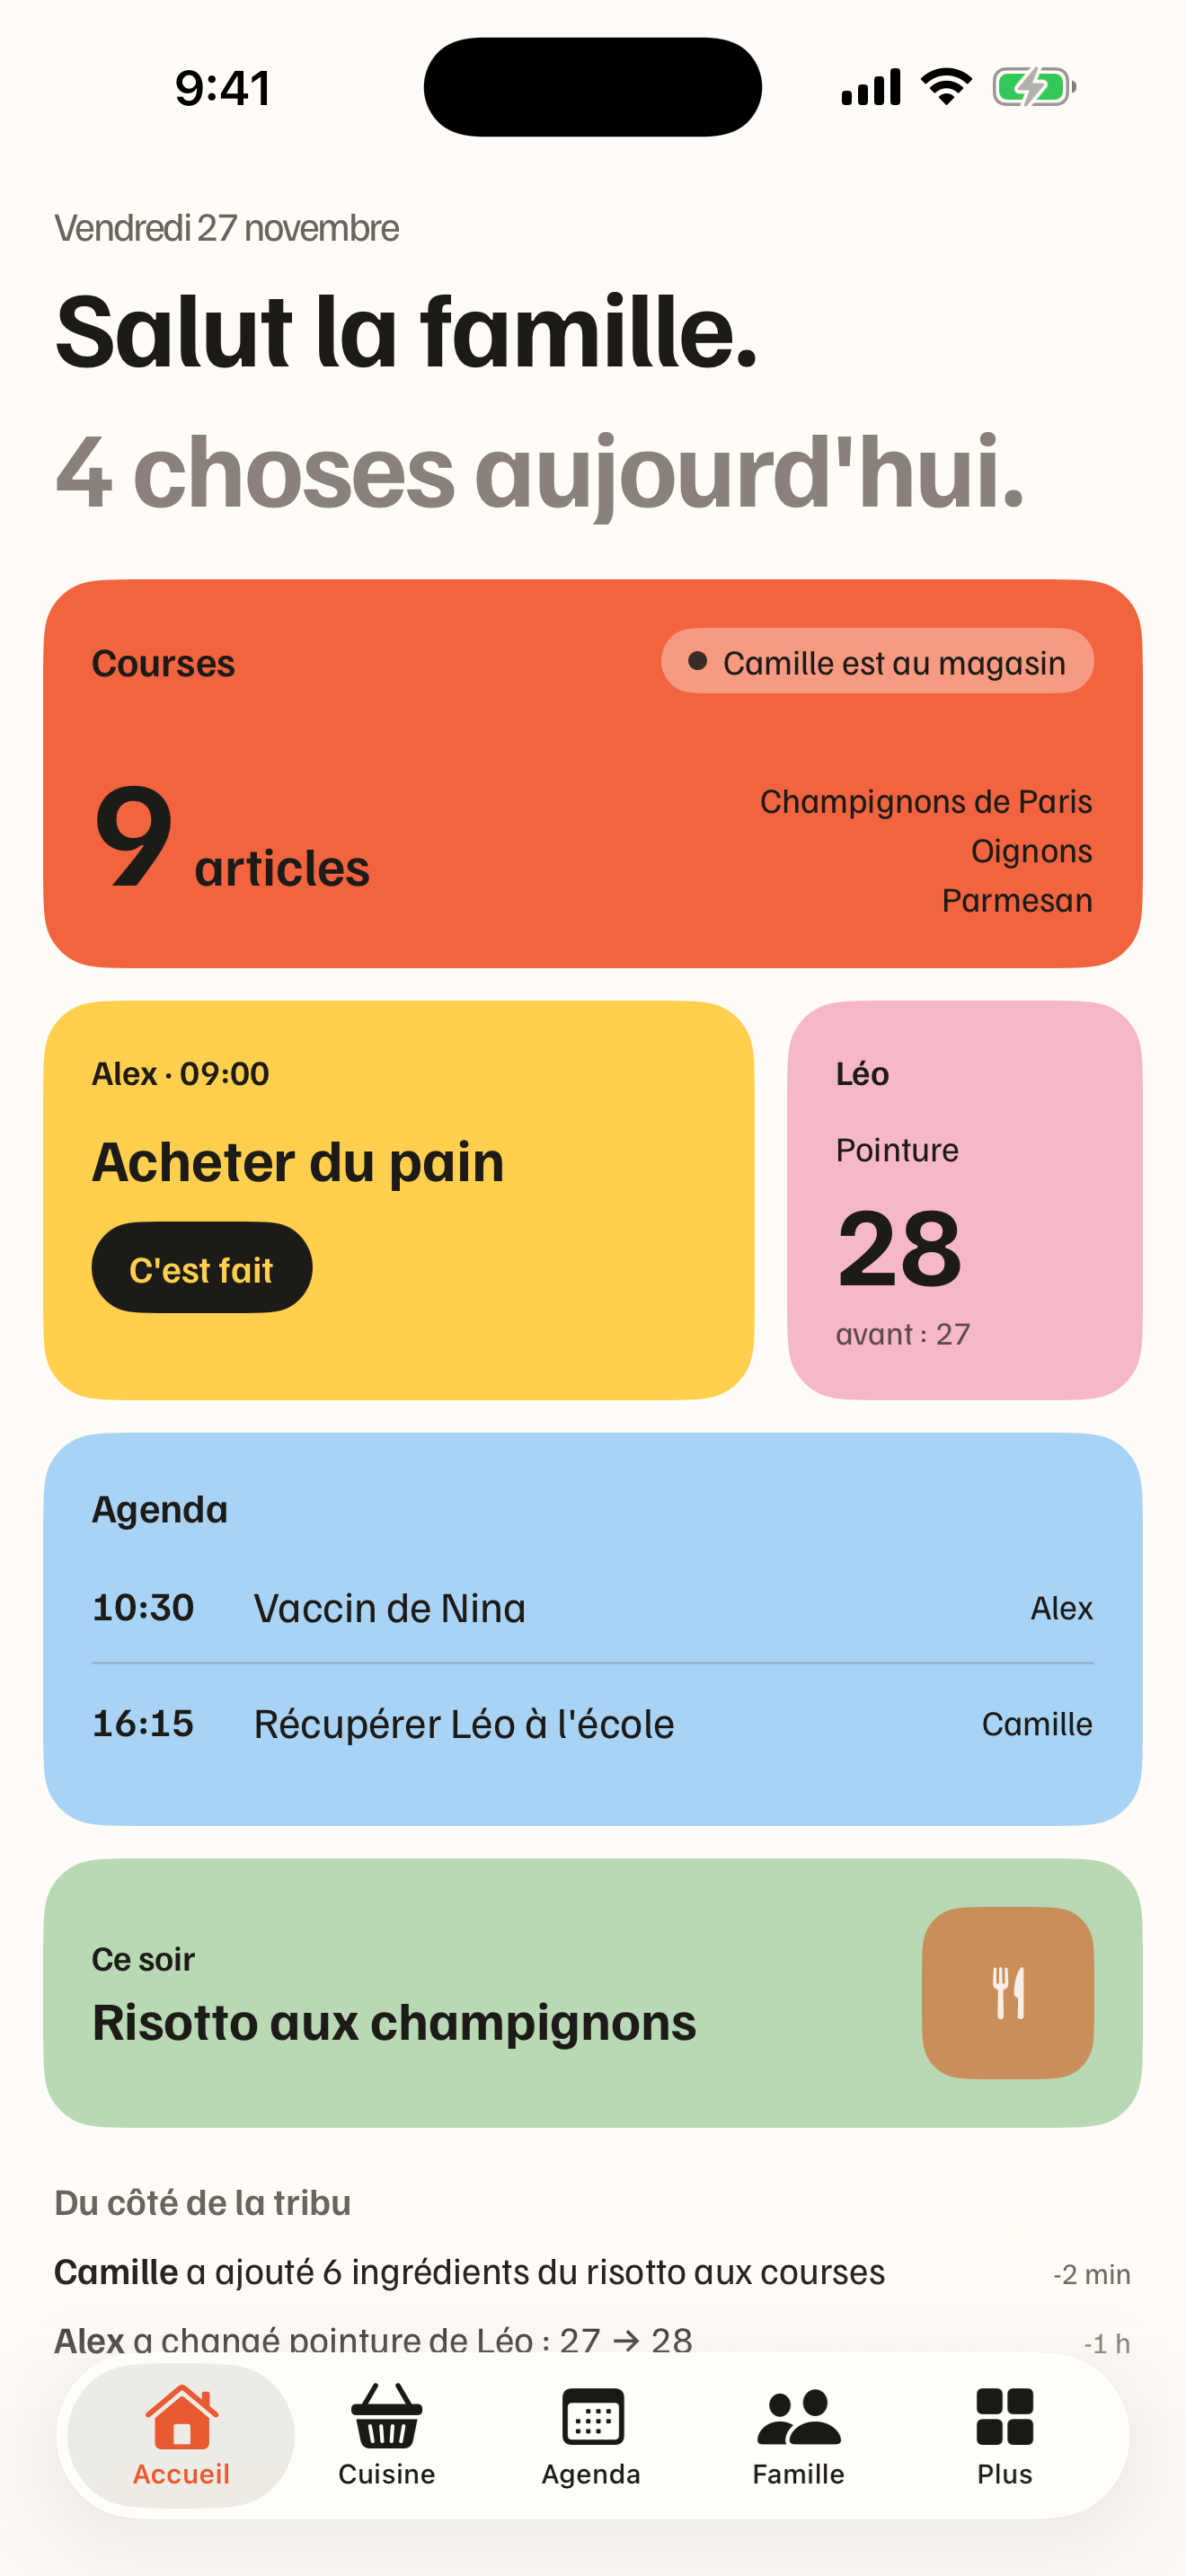 9:41
Vendredi 27 novembre
Salut la famille.
4 choses aujourd'hui.
Courses
Camille est au magasin
9 articles
Champignons de Paris
Oignons
Parmesan
Alex · 09:00
Acheter du pain
C'est fait
Léo
Pointure
28
avant : 27
Agenda
10:30 Vaccin de Nina Alex
16:15 Récupérer Léo à l'école Camille
Ce soir
Risotto aux champignons
Du côté de la tribu
Camille a ajouté 6 ingrédients du risotto aux courses -2 min
Alex a changé pointure de Léo : 27 → 28 -1 h
Accueil Cuisine Agenda Famille Plus